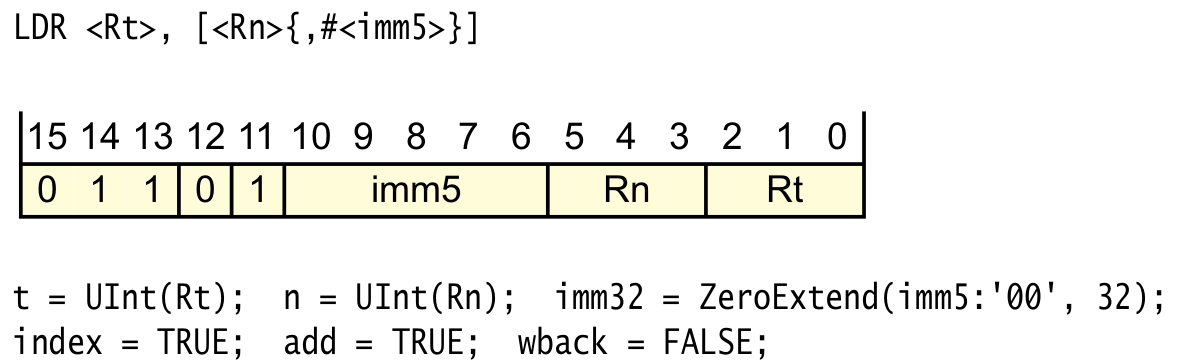 LDR <Rt>, [<Rn>{,#<imm5>}]
15 14 13 12 11 10 9 8 7 6 5 4 3 2 1 0
0 1 1 0 1 imm5 Rn Rt
t = UInt(Rt); n = UInt(Rn); imm32 = ZeroExtend(imm5:'00', 32);
index = TRUE; add = TRUE; wback = FALSE;